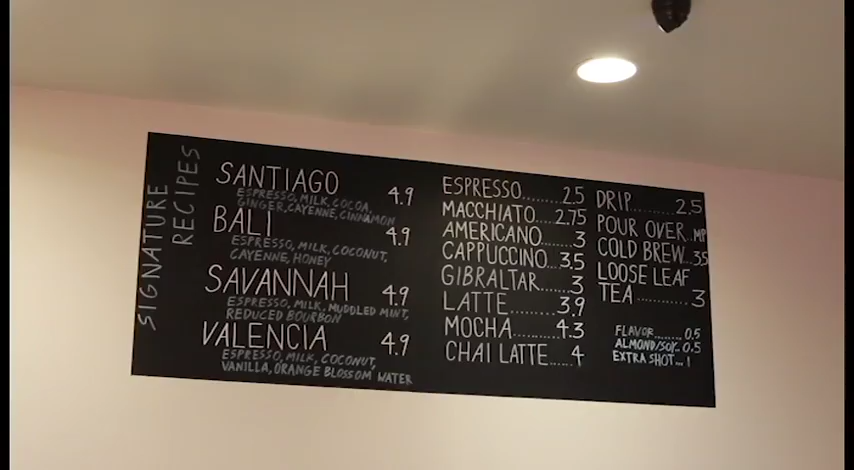 SIGNATURE
RECIPES
SANTIAGO 4.9
ESPRESSO, MILK, COCOA,
GINGER, CAYENNE, CINNAMON
BALI 4.9
ESPRESSO, MILK, COCONUT,
CAYENNE, HONEY
SAVANNAH 4.9
ESPRESSO, MILK, MUDDLED MINT,
REDUCED BOURBON
VALENCIA 4.9
ESPRESSO, MILK, COCONUT,
VANILLA, ORANGE BLOSSOM WATER
ESPRESSO........2.5
MACCHIATO.....2.75
AMERICANO......3
CAPPUCCINO...3.5
GIBRALTAR......3
LATTE............3.9
MOCHA..........4.3
CHAI LATTE....4
DRIP..........2.5
POUR OVER..MP
COLD BREW...3.5
LOOSE LEAF
TEA............3
FLAVOR........0.5
ALMOND/SOY..0.5
EXTRA SHOT...1